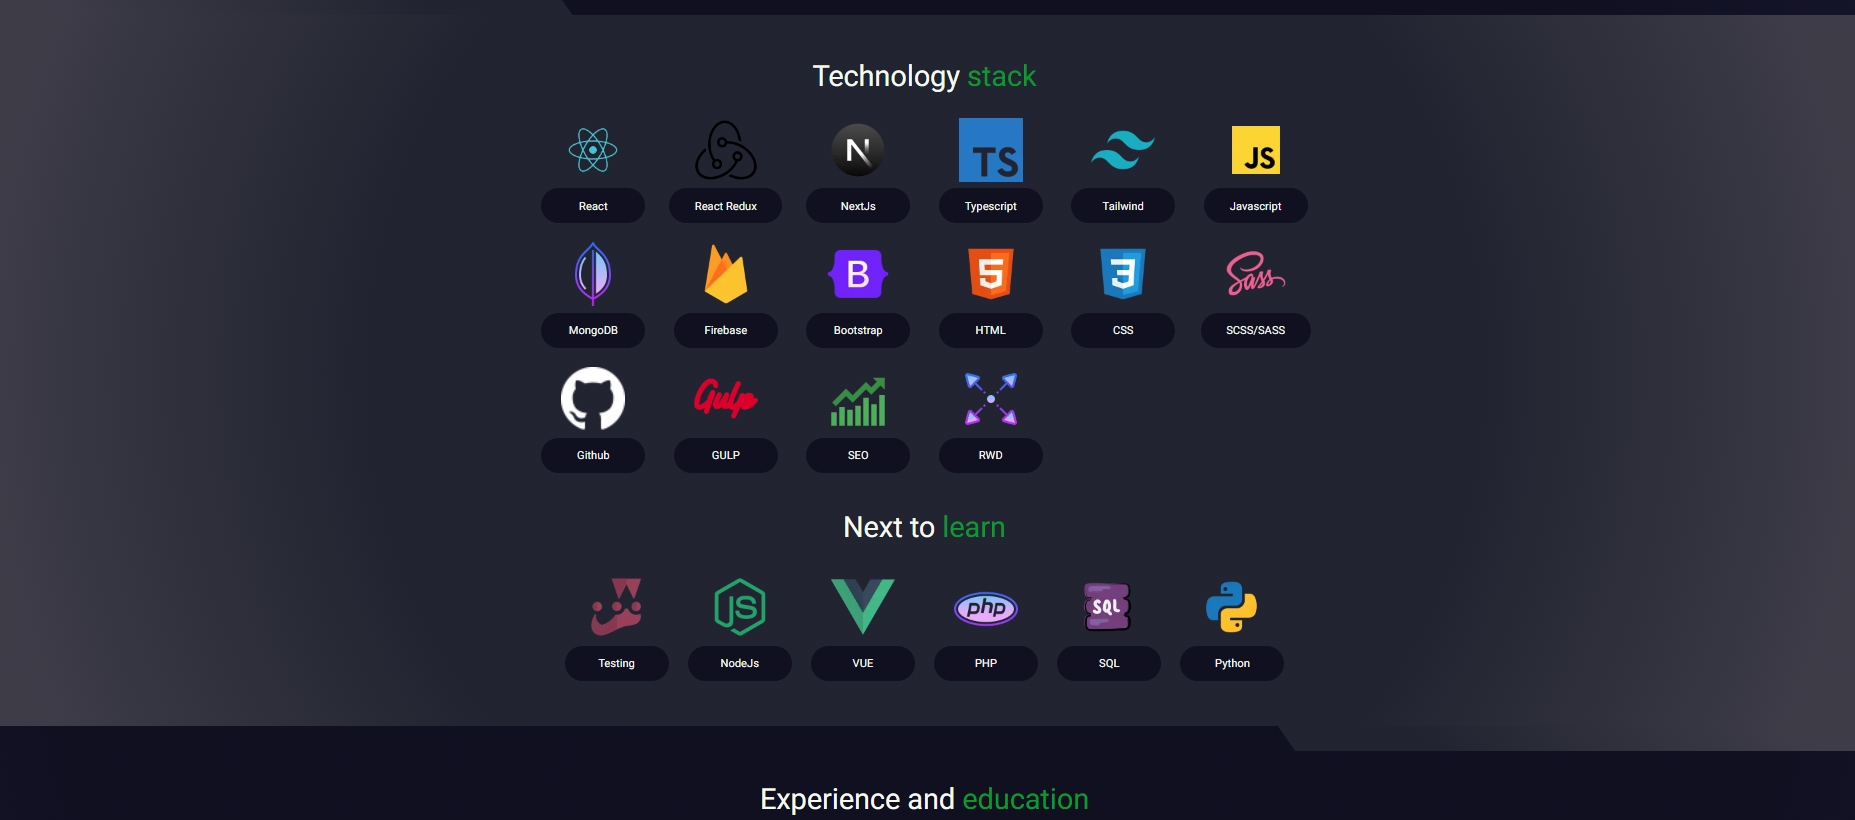 Technology stack
N TS JS
React React Redux NextJs Typescript Tailwind Javascript
B 5 3 Sass
MongoDB Firebase Bootstrap HTML CSS SCSS/SASS
Gulp
Github GULP SEO RWD
Next to learn
JS php SQL
Testing NodeJs VUE PHP SQL Python
Experience and education